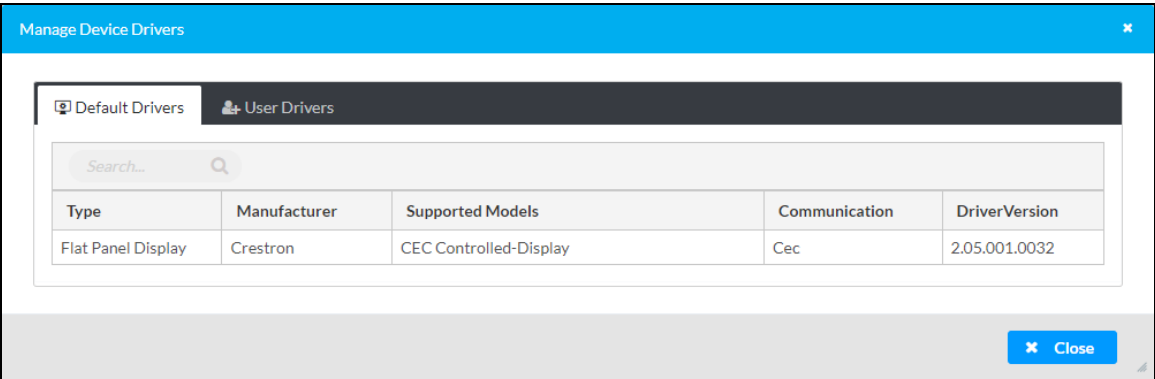 Manage Device Drivers
Default Drivers User Drivers
Search...
Type Manufacturer Supported Models Communication DriverVersion
Flat Panel Display Crestron CEC Controlled-Display Cec 2.05.001.0032
Close